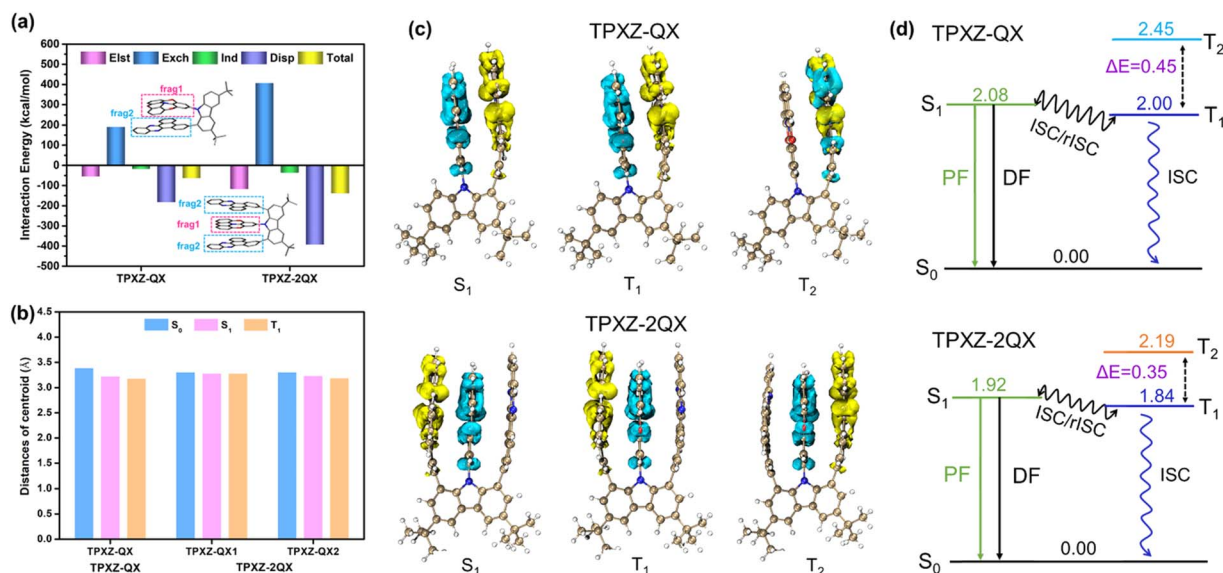 (a)
Interaction Energy (kcal/mol)
600
500
400
300
200
100
0
-100
-200
-300
-400
-500
Elst Exch Ind Disp Total
frag1
frag2
frag2
frag1
frag2
TPXZ-QX TPXZ-2QX
(b)
Distances of centroid (Å)
4.5
4.0
3.5
3.0
2.5
2.0
1.5
1.0
0.5
0.0
S0 S1 T1
TPXZ-QX TPXZ-QX1 TPXZ-QX2
TPXZ-QX TPXZ-2QX
(c)
TPXZ-QX
S1 T1 T2
TPXZ-2QX
S1 T1 T2
(d)
TPXZ-QX
2.45
T2
ΔE=0.45
S1
2.08
2.00
T1
ISC/rISC
PF
DF
ISC
0.00
S0
TPXZ-2QX
2.19
T2
ΔE=0.35
S1
1.92
1.84
T1
ISC/rISC
PF
DF
ISC
0.00
S0